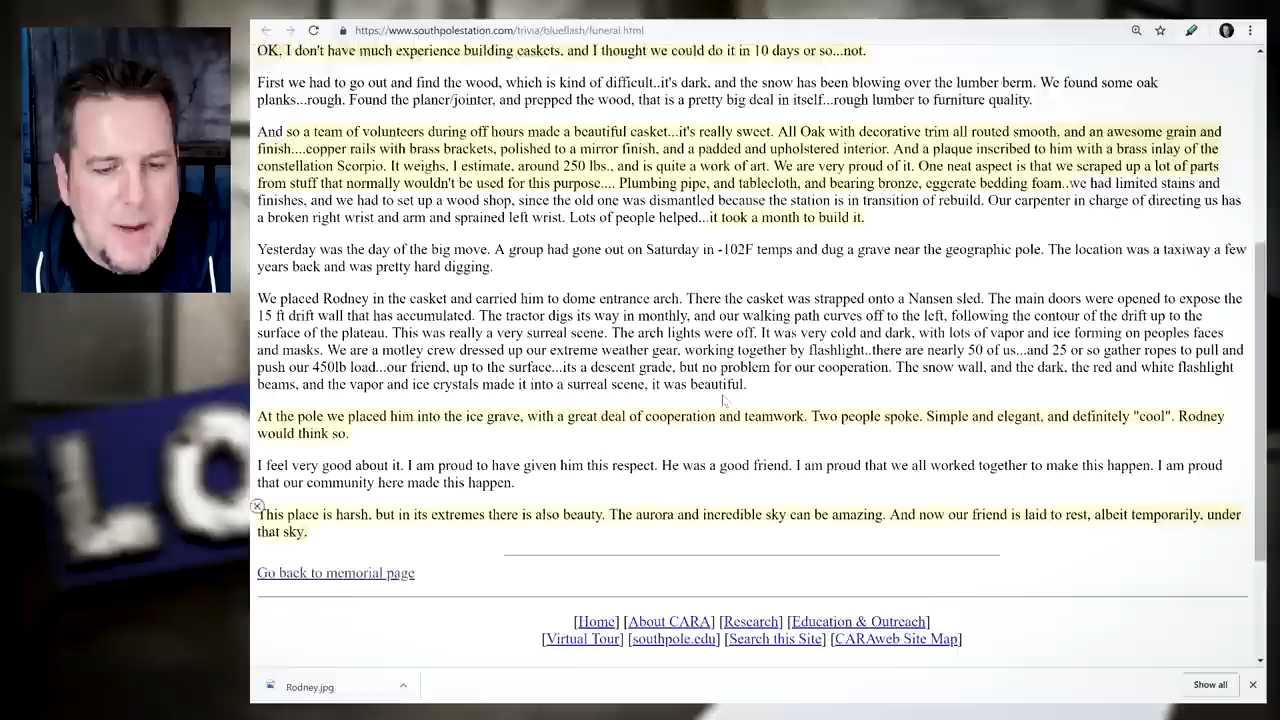 https://www.southpolestation.com/trivia/blueflash/funeral.html
OK, I don't have much experience building caskets, and I thought we could do it in 10 days or so...not.
First we had to go out and find the wood, which is kind of difficult..it's dark, and the snow has been blowing over the lumber berm. We found some oak
planks...rough. Found the planer/jointer, and prepped the wood, that is a pretty big deal in itself...rough lumber to furniture quality.
And so a team of volunteers during off hours made a beautiful casket...it's really sweet. All Oak with decorative trim all routed smooth, and an awesome grain and
finish....copper rails with brass brackets, polished to a mirror finish, and a padded and upholstered interior. And a plaque inscribed to him with a brass inlay of the
constellation Scorpio. It weighs, I estimate, around 250 lbs., and is quite a work of art. We are very proud of it. One neat aspect is that we scraped up a lot of parts
from stuff that normally wouldn't be used for this purpose.... Plumbing pipe, and tablecloth, and bearing bronze, eggcrate bedding foam..we had limited stains and
finishes, and we had to set up a wood shop, since the old one was dismantled because the station is in transition of rebuild. Our carpenter in charge of directing us has
a broken right wrist and arm and sprained left wrist. Lots of people helped...it took a month to build it.
Yesterday was the day of the big move. A group had gone out on Saturday in -102F temps and dug a grave near the geographic pole. The location was a taxiway a few
years back and was pretty hard digging.
We placed Rodney in the casket and carried him to dome entrance arch. There the casket was strapped onto a Nansen sled. The main doors were opened to expose the
15 ft drift wall that has accumulated. The tractor digs its way in monthly, and our walking path curves off to the left, following the contour of the drift up to the
surface of the plateau. This was really a very surreal scene. The arch lights were off. It was very cold and dark, with lots of vapor and ice forming on peoples faces
and masks. We are a motley crew dressed up our extreme weather gear, working together by flashlight..there are nearly 50 of us...and 25 or so gather ropes to pull and
push our 450lb load...our friend, up to the surface...its a descent grade, but no problem for our cooperation. The snow wall, and the dark, the red and white flashlight
beams, and the vapor and ice crystals made it into a surreal scene, it was beautiful.
At the pole we placed him into the ice grave, with a great deal of cooperation and teamwork. Two people spoke. Simple and elegant, and definitely "cool". Rodney
would think so.
I feel very good about it. I am proud to have given him this respect. He was a good friend. I am proud that we all worked together to make this happen. I am proud
that our community here made this happen.
This place is harsh, but in its extremes there is also beauty. The aurora and incredible sky can be amazing. And now our friend is laid to rest, albeit temporarily, under
that sky.
Go back to memorial page
[Home] [About CARA] [Research] [Education & Outreach]
[Virtual Tour] [southpole.edu] [Search this Site] [CARAweb Site Map]
Rodney.jpg
Show all
LO